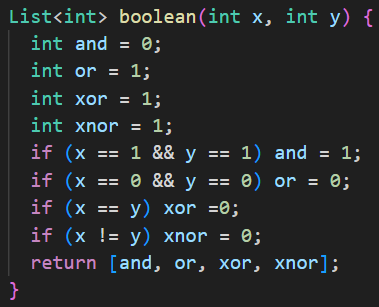 List<int> boolean(int x, int y) {
  int and = 0;
  int or = 1;
  int xor = 1;
  int xnor = 1;
  if (x == 1 && y == 1) and = 1;
  if (x == 0 && y == 0) or = 0;
  if (x == y) xor =0;
  if (x != y) xnor = 0;
  return [and, or, xor, xnor];
}